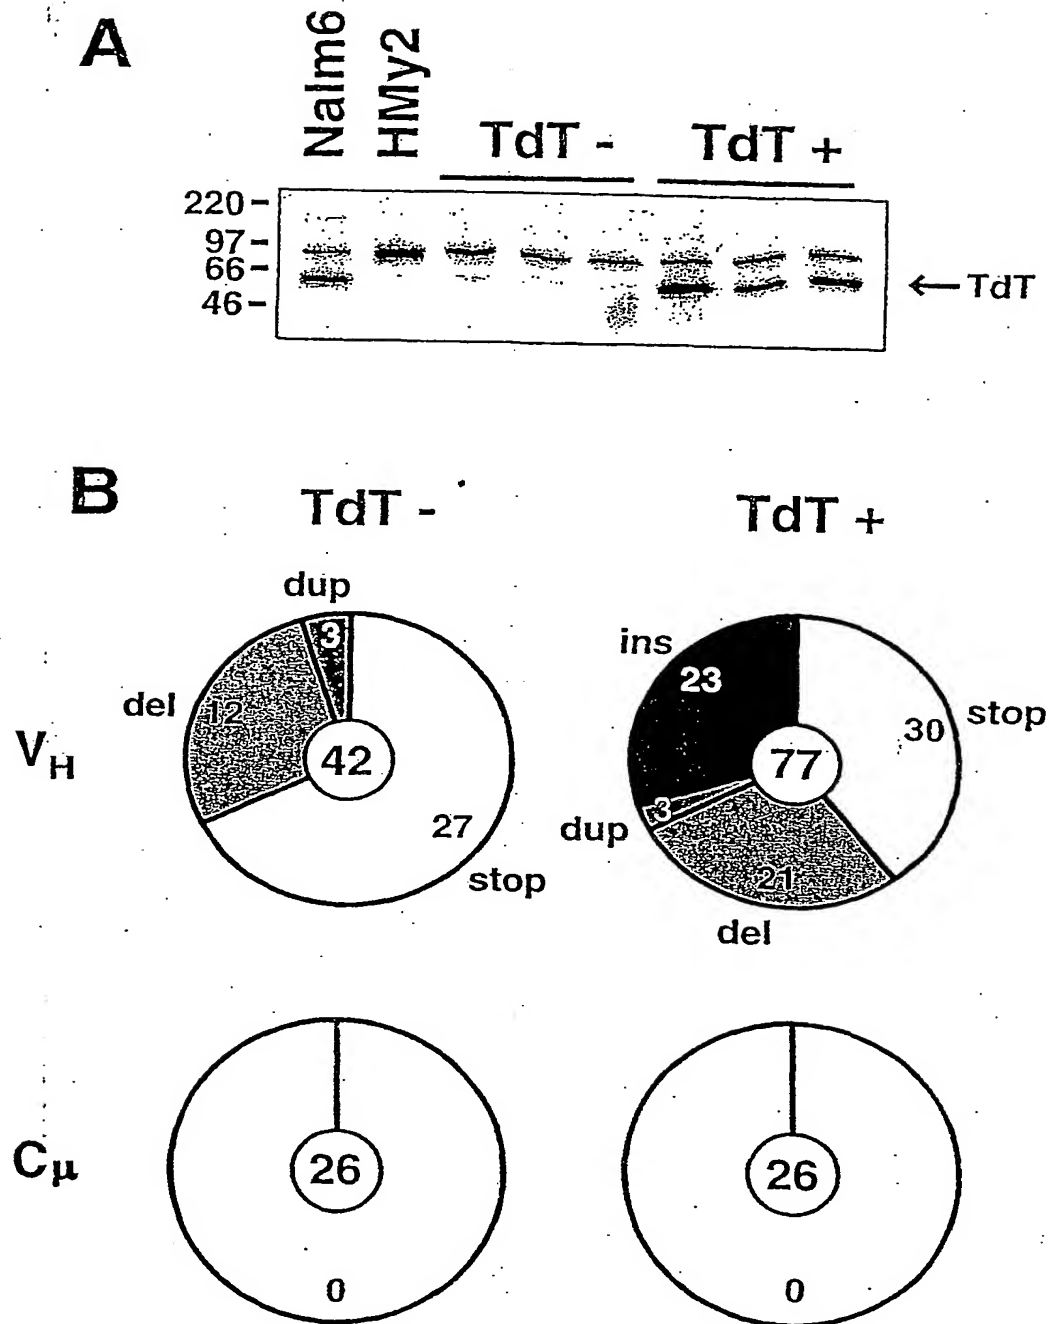 A
Nalm6
HMy2
TdT -
TdT +
220
97
66
46
←TdT
B
TdT -
TdT +
V_H
dup
3
del
12
42
27
stop
ins
23
30
stop
77
dup
3
21
del
Cμ
26
0
26
0